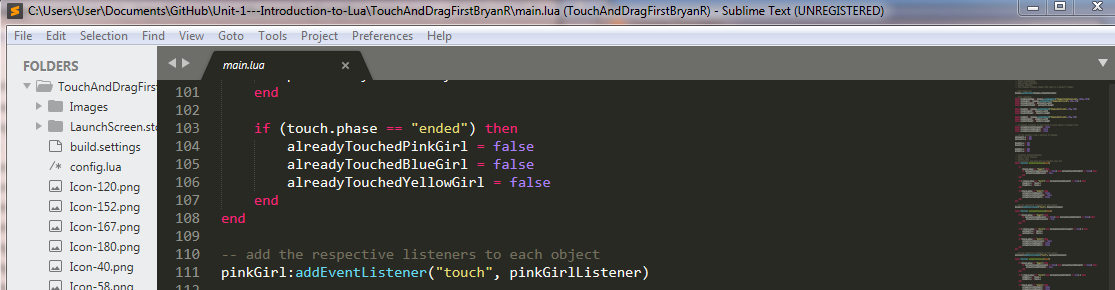 C:\Users\User\Documents\GitHub\Unit-1---Introduction-to-Lua\TouchAndDragFirstBryanR\main.lua (TouchAndDragFirstBryanR) - Sublime Text (UNREGISTERED)
File Edit Selection Find View Goto Tools Project Preferences Help
FOLDERS
TouchAndDragFirs
Images
LaunchScreen.sto
build.settings
/* config.lua
Icon-120.png
Icon-152.png
Icon-167.png
Icon-180.png
Icon-40.png
Icon-58.png
main.lua
101 end
102
103 if (touch.phase == "ended") then
104 alreadyTouchedPinkGirl = false
105 alreadyTouchedBlueGirl = false
106 alreadyTouchedYellowGirl = false
107 end
108 end
109
110 -- add the respective listeners to each object
111 pinkGirl:addEventListener("touch", pinkGirlListener)